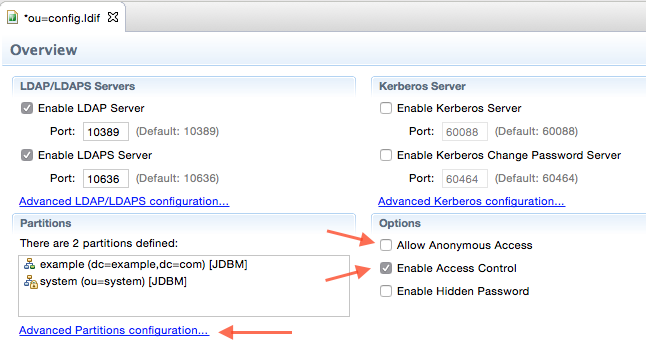 *ou=config.ldif
Overview
LDAP/LDAPS Servers
Enable LDAP Server
Port: 10389 (Default: 10389)
Enable LDAPS Server
Port: 10636 (Default: 10636)
Advanced LDAP/LDAPS configuration...
Kerberos Server
Enable Kerberos Server
Port: 60088 (Default: 60088)
Enable Kerberos Change Password Server
Port: 60464 (Default: 60464)
Advanced Kerberos configuration...
Partitions
There are 2 partitions defined:
example (dc=example,dc=com) [JDBM]
system (ou=system) [JDBM]
Advanced Partitions configuration...
Options
Allow Anonymous Access
Enable Access Control
Enable Hidden Password